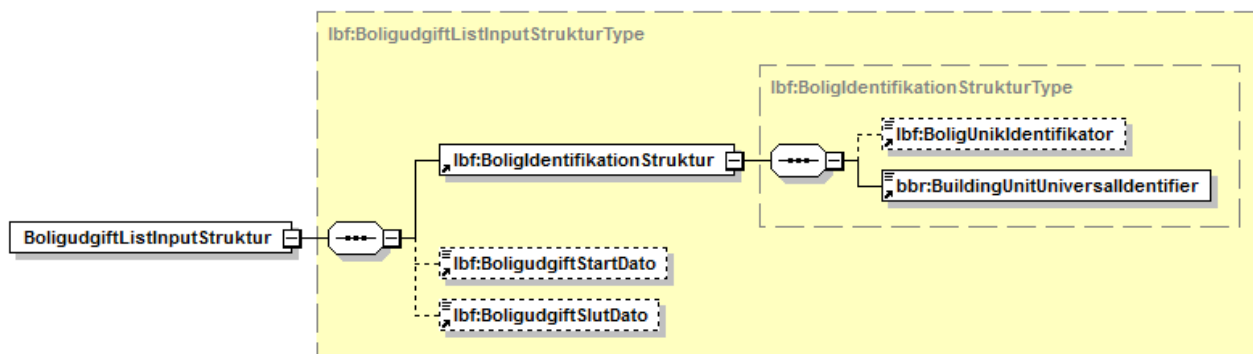 lbf:BoligudgiftListInputStrukturType
lbf:BoligIdentifikationStrukturType
lbf:BoligUnikIdentifikator
lbf:BoligIdentifikationStruktur
bbr:BuildingUnitUniversalIdentifier
BoligudgiftListInputStruktur
lbf:BoligudgiftStartDato
lbf:BoligudgiftSlutDato